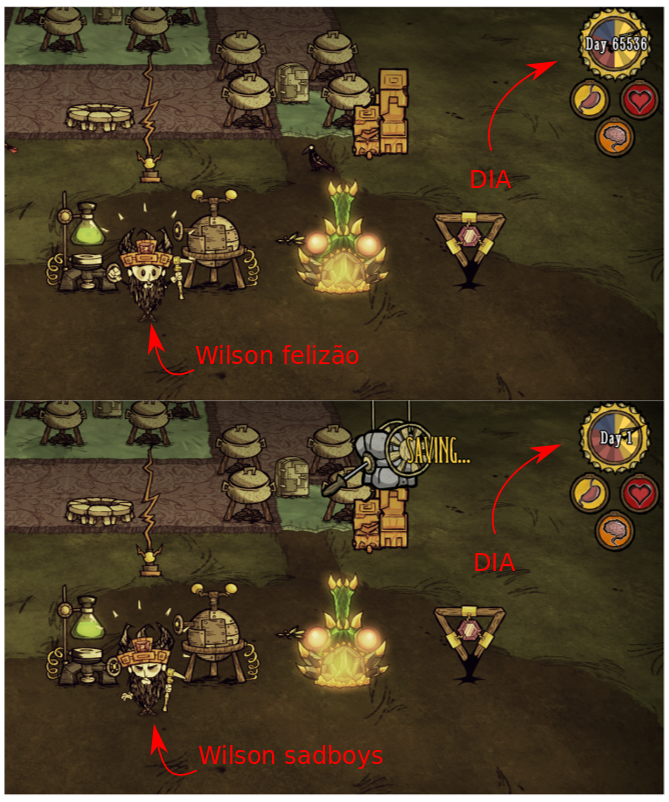 Day 65536
DIA
Wilson felizão
SAVING...
Day 1
DIA
Wilson sadboys